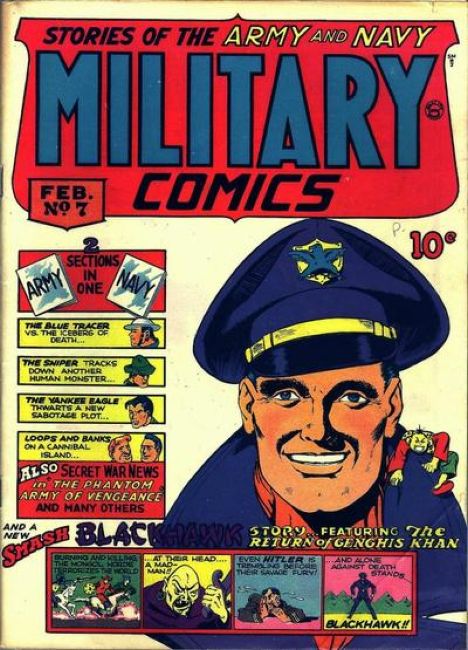 STORIES OF THE ARMY AND NAVY
MILITARY
COMICS
FEB.
No 7
10¢
P.
2
SECTIONS
IN
ONE
ARMY
NAVY
THE BLUE TRACER
VS. THE ICEBERG OF
DEATH...
THE SNIPER TRACKS
DOWN ANOTHER
HUMAN MONSTER...
THE YANKEE EAGLE
THWARTS A NEW
SABOTAGE PLOT...
LOOPS AND BANKS
ON A CANNIBAL
ISLAND...
ALSO SECRET WAR NEWS
in THE PHANTOM
ARMY OF VENGEANCE
AND MANY OTHERS
AND A
NEW
SMASH BLACKHAWK STORY.. FEATURING The
RETURN OF GENGHIS KHAN
BURNING AND KILLING,
THE MONGOL HORDE
TERRORIZES THE WORLD
...AT THEIR HEAD....
A MAD-
MAN!!
EVEN HITLER IS
TREMBLING BEFORE
THEIR SAVAGE FURY!
...AND ALONE
AGAINST DEATH
STANDS...
BLACKHAWK!!